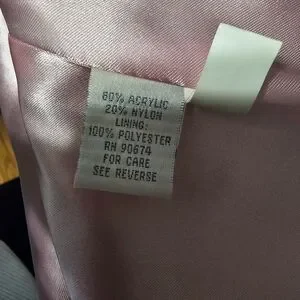 80% ACRYLIC
20% NYLON
LINING:
100% POLYESTER
RN 90674
FOR CARE
SEE REVERSE